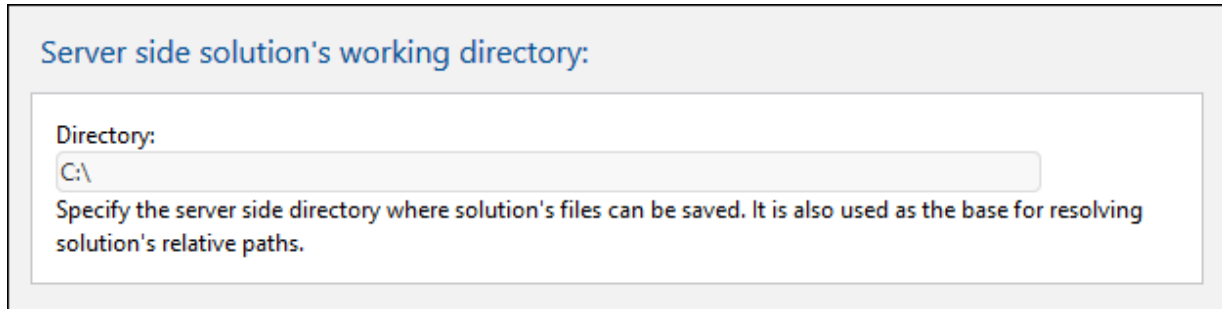 Server side solution's working directory:
Directory:
C:\
Specify the server side directory where solution's files can be saved. It is also used as the base for resolving
solution's relative paths.